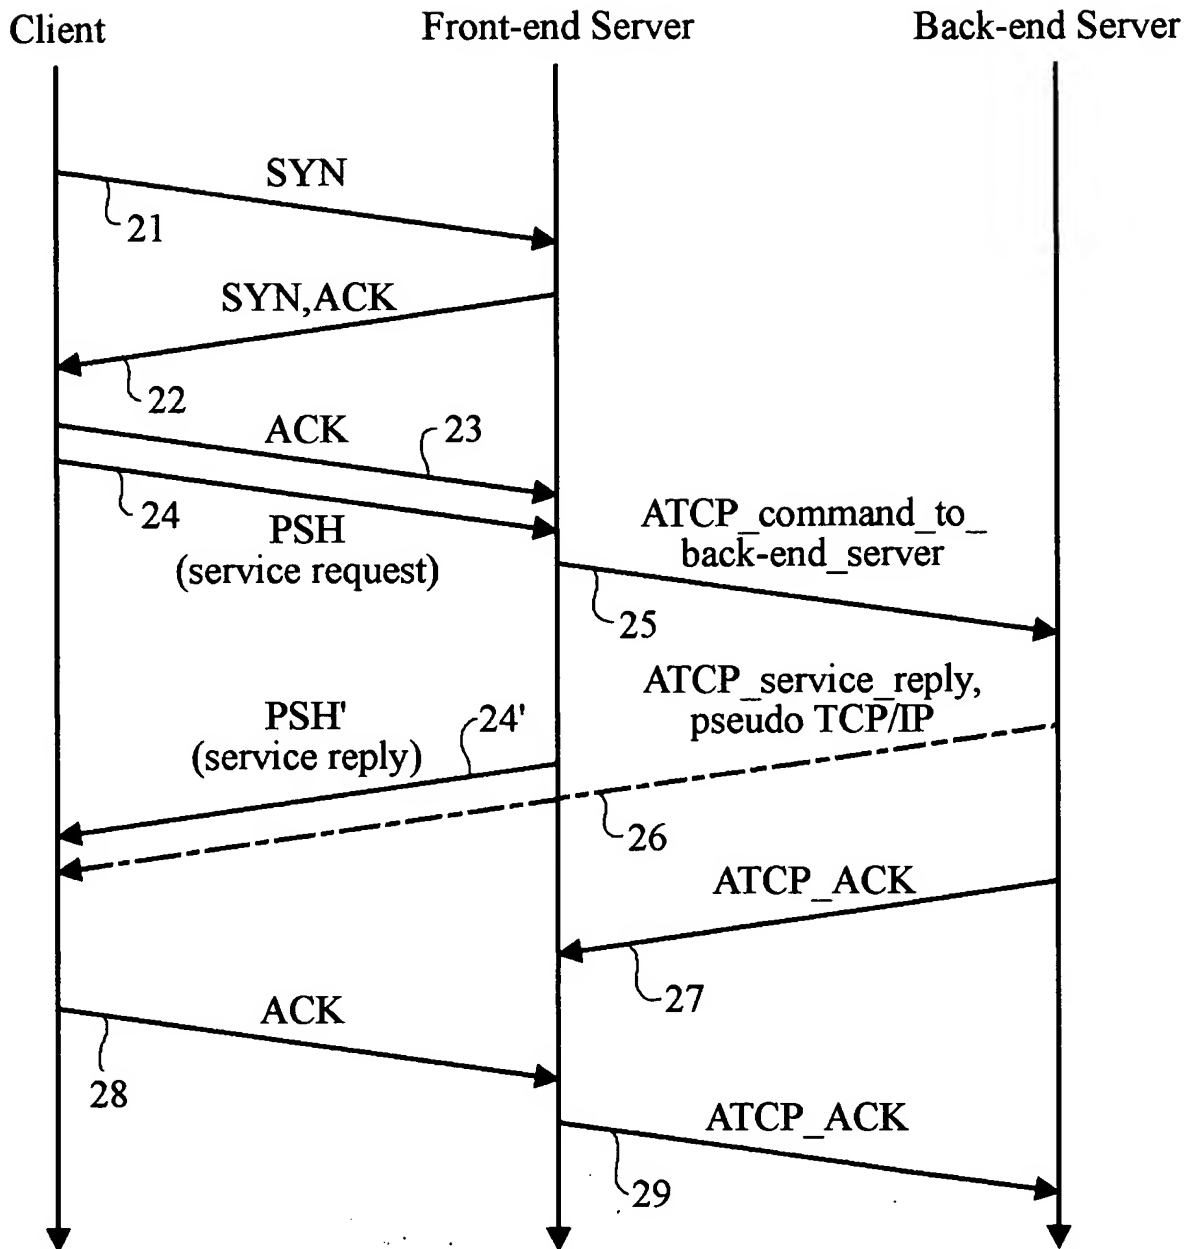 Client
Front-end Server
Back-end Server
SYN
21
SYN,ACK
22
ACK
23
24
PSH
(service request)
ATCP_command_to_
back-end_server
25
ATCP_service_reply,
pseudo TCP/IP
PSH'
(service reply)
24'
26
ATCP_ACK
27
ACK
28
ATCP_ACK
29